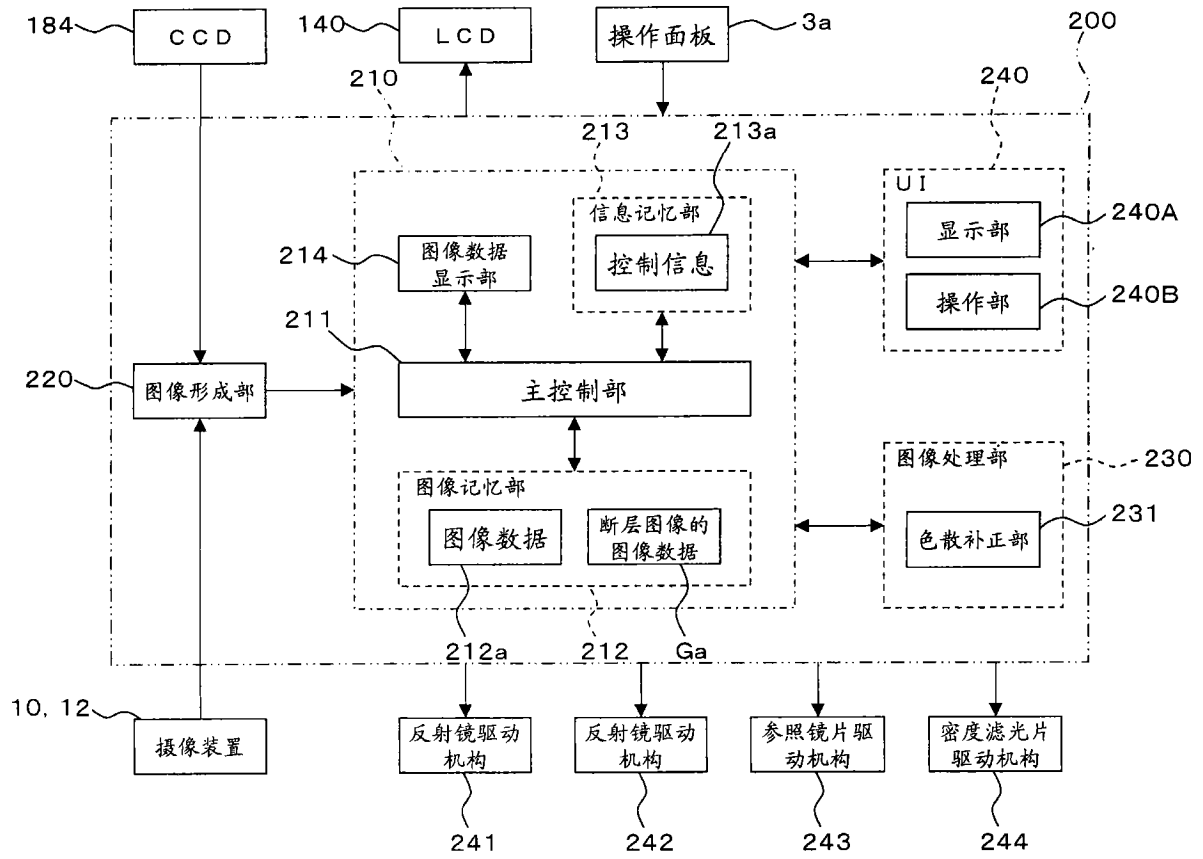 184
CCD
140
LCD
操作面板
3a
200
210
213
213a
240
UI
信息记忆部
显示部
240A
214
图像数据
显示部
控制信息
操作部
240B
211
220
图像形成部
主控制部
图像处理部
230
图像记忆部
图像数据
断层图像的
图像数据
色散补正部
231
212a
212
Ga
10, 12
摄像装置
反射镜驱动
机构
反射镜驱动
机构
参照镜片驱
动机构
密度滤光片
驱动机构
241
242
243
244